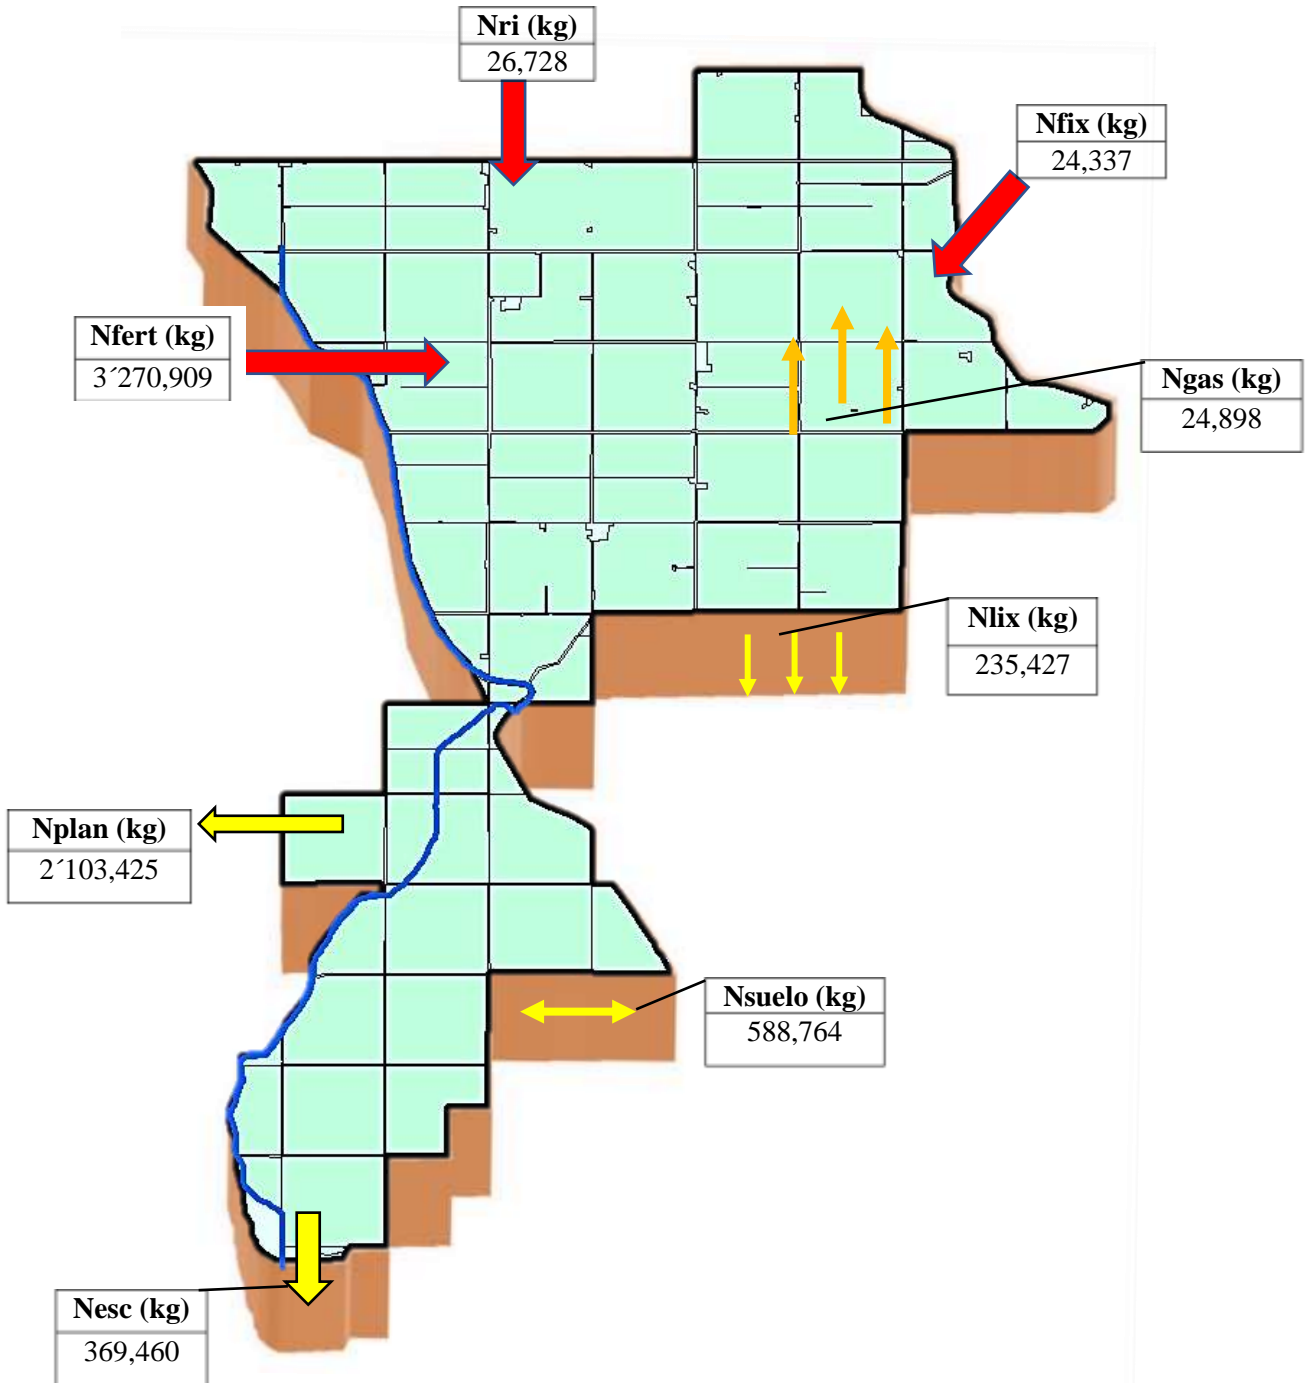 Nri (kg)
26,728
Nfix (kg)
24,337
Nfert (kg)
3´270,909
Ngas (kg)
24,898
Nlix (kg)
235,427
Nplan (kg)
2´103,425
Nsuelo (kg)
588,764
Nesc (kg)
369,460